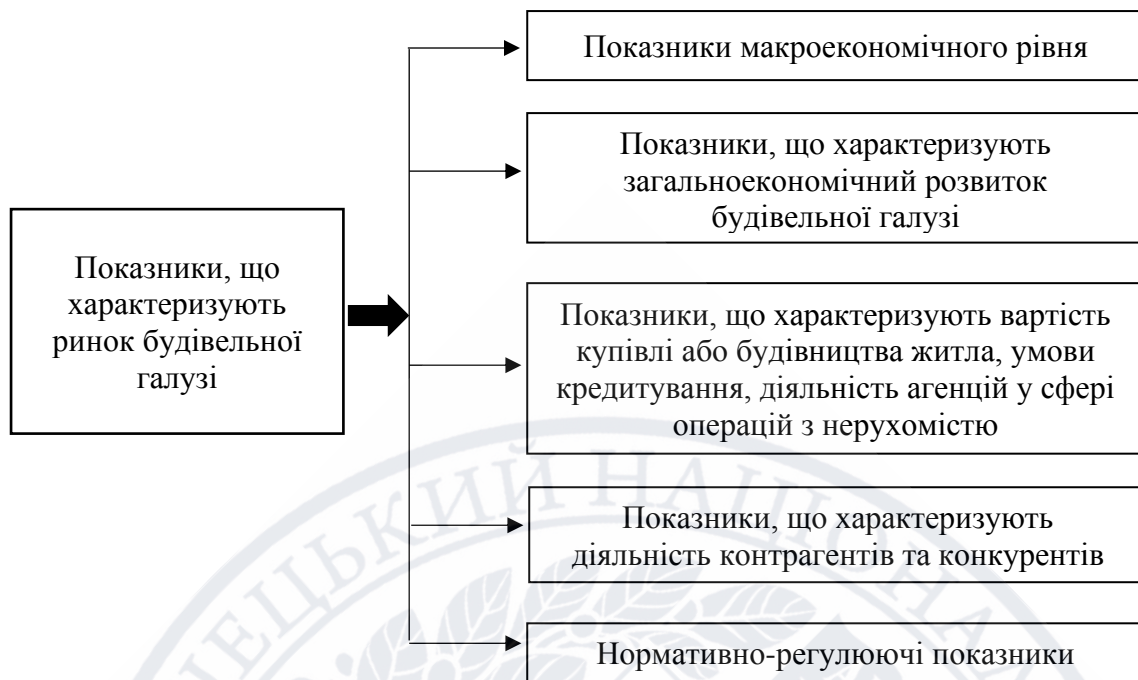 Показники, що
характеризують
ринок будівельної
галузі
Показники макроекономічного рівня
Показники, що характеризують
загальноекономічний розвиток
будівельної галузі
Показники, що характеризують вартість
купівлі або будівництва житла, умови
кредитування, діяльність агенцій у сфері
операцій з нерухомістю
Показники, що характеризують
діяльність контрагентів та конкурентів
Нормативно-регулюючі показники